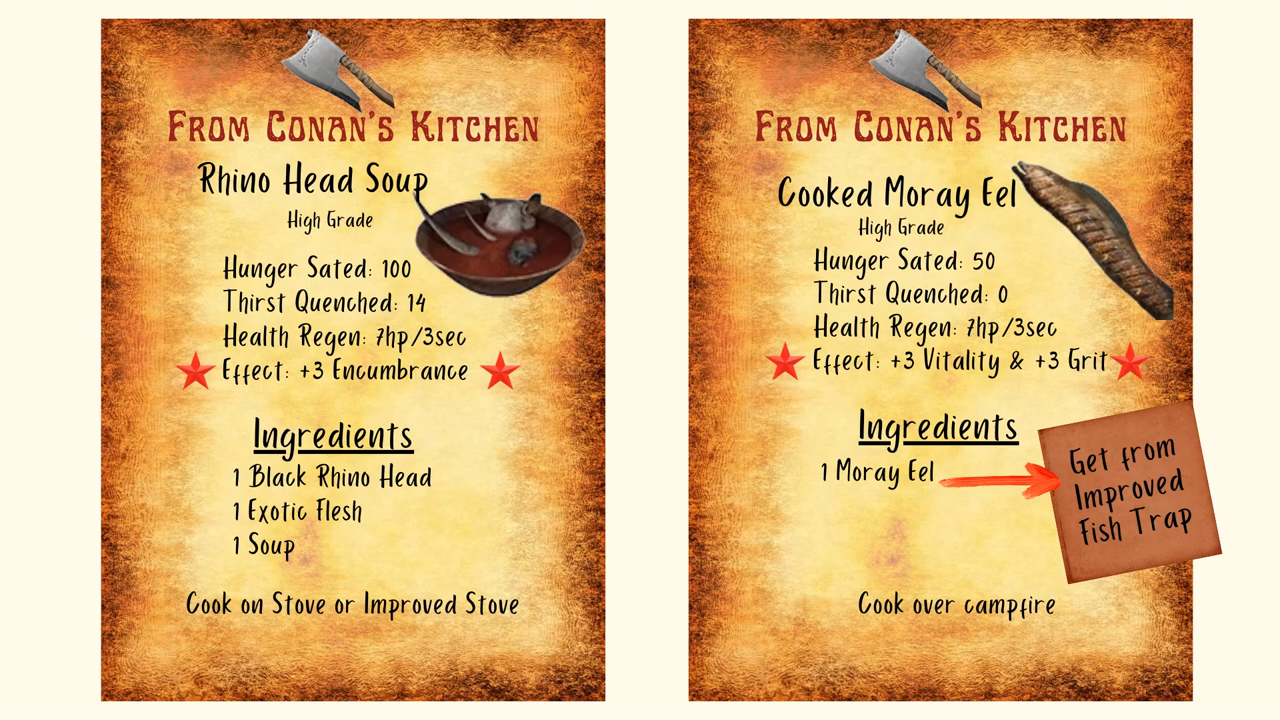 From Conan's Kitchen
Rhino Head Soup
High Grade
Hunger Sated: 100
Thirst Quenched: 14
Health Regen: 7hp/3sec
Effect: +3 Encumbrance
Ingredients
1 Black Rhino Head
1 Exotic Flesh
1 Soup
Cook on Stove or Improved Stove
From Conan's Kitchen
Cooked Moray Eel
High Grade
Hunger Sated: 50
Thirst Quenched: 0
Health Regen: 7hp/3sec
Effect: +3 Vitality & +3 Grit
Ingredients
1 Moray Eel
Get from
Improved
Fish Trap
Cook over campfire